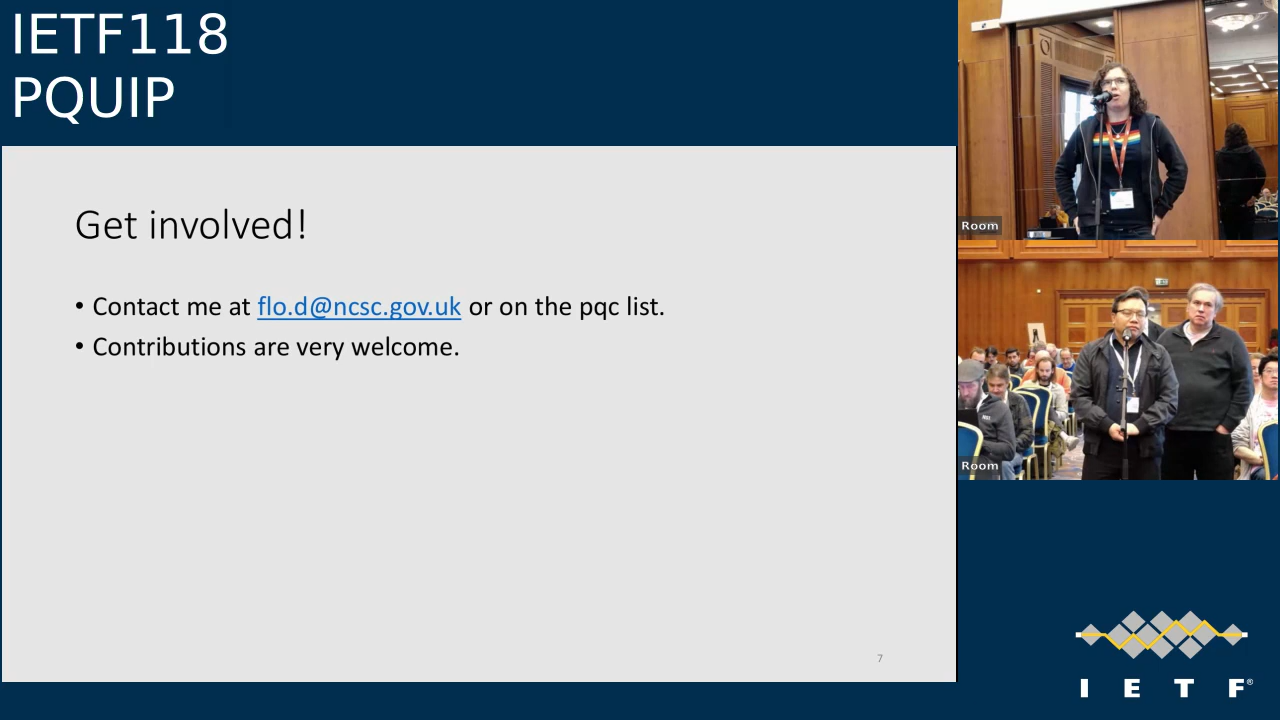 IETF118
PQUIP
Get involved!
• Contact me at flo.d@ncsc.gov.uk or on the pqc list.
• Contributions are very welcome.
7
Room
Room
I E T F®